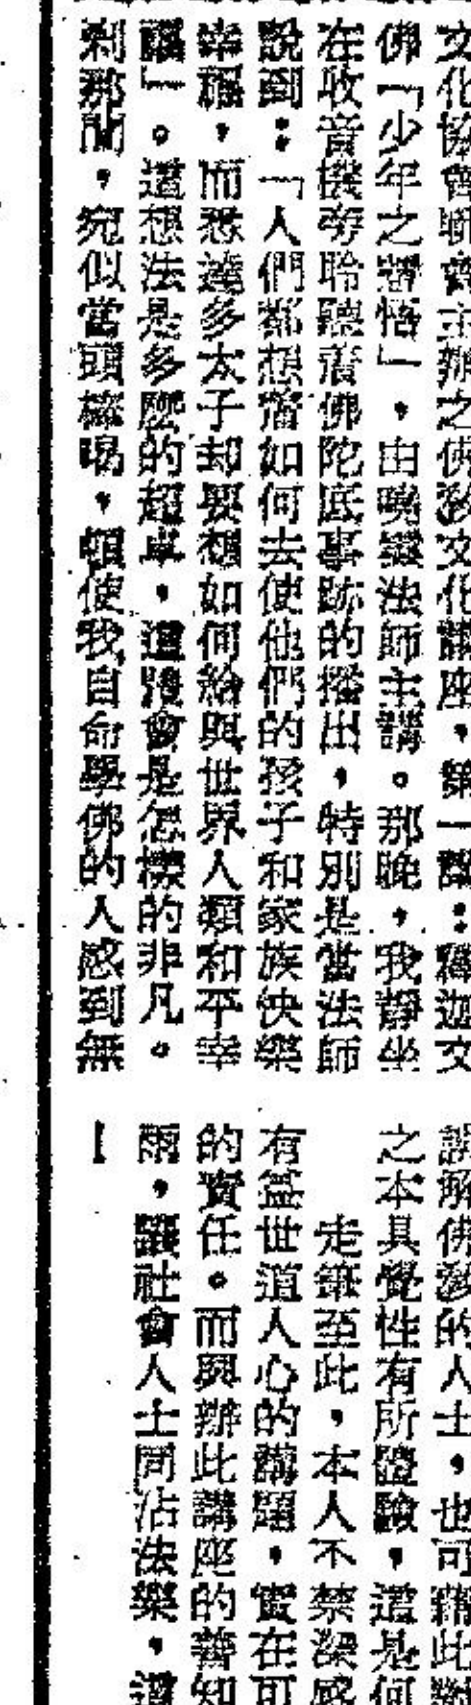 文化協會聯會主辦之佛教文化講座，第一講：釋迦文
佛「少年之醒悟」，由曉雲法師主講。那晚，我靜坐
在收音機旁聆聽着佛陀底事跡的播出，特別是當法師
說到：「人們都想着如何去使他們的孩子和家族快樂
幸福，而悉達多太子却要想如何給與世界人類和平幸
福」。這想法是多麼的超卓，這將會是怎樣的非凡。
剎那間，宛似當頭棒喝，頓使我自命學佛的人感到無
誤解佛教的人士，也可藉此對
之本具覺性有所體驗，這是何
走筆至此，本人不禁深感
有益世道人心的講題，實在可
的責任。而興辦此講座的善知
雨，讓社會人士同沾法樂，這